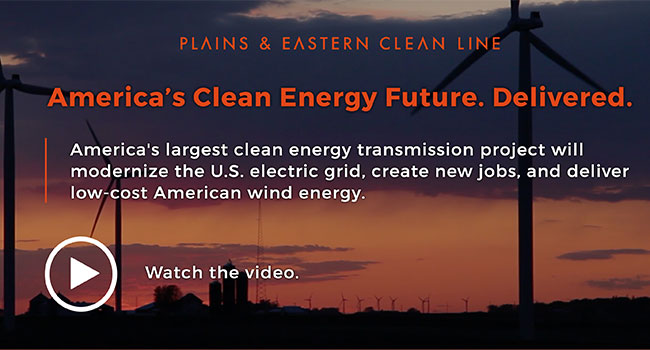 PLAINS & EASTERN CLEAN LINE
America’s Clean Energy Future. Delivered.
America's largest clean energy transmission project will
modernize the U.S. electric grid, create new jobs, and deliver
low-cost American wind energy.
Watch the video.